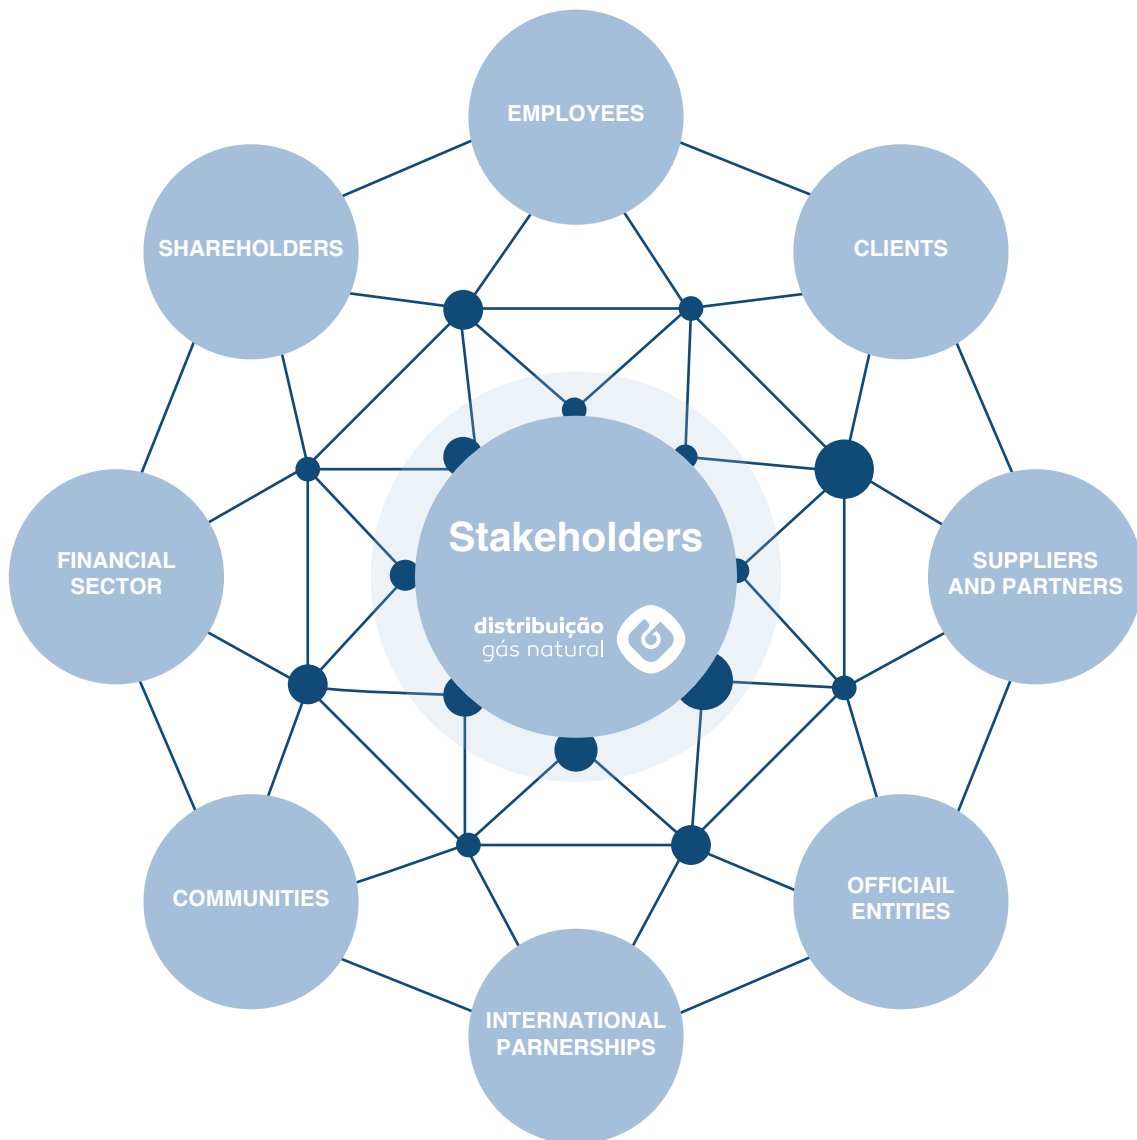 EMPLOYEES
SHAREHOLDERS
CLIENTS
Stakeholders
distribuição
gás natural
FINANCIAL
SECTOR
SUPPLIERS
AND PARTNERS
COMMUNITIES
OFFICIAIL
ENTITIES
INTERNATIONAL
PARNERSHIPS